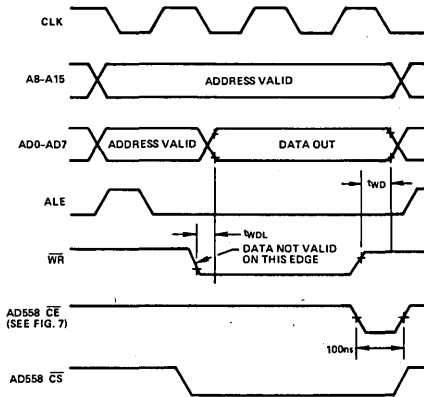 CLK
A8-A15
ADDRESS VALID
AD0-AD7
ADDRESS VALID
DATA OUT
tWD
ALE
tWDL
WR
DATA NOT VALID
ON THIS EDGE
AD558 CE
(SEE FIG. 7)
100ns
AD558 CS